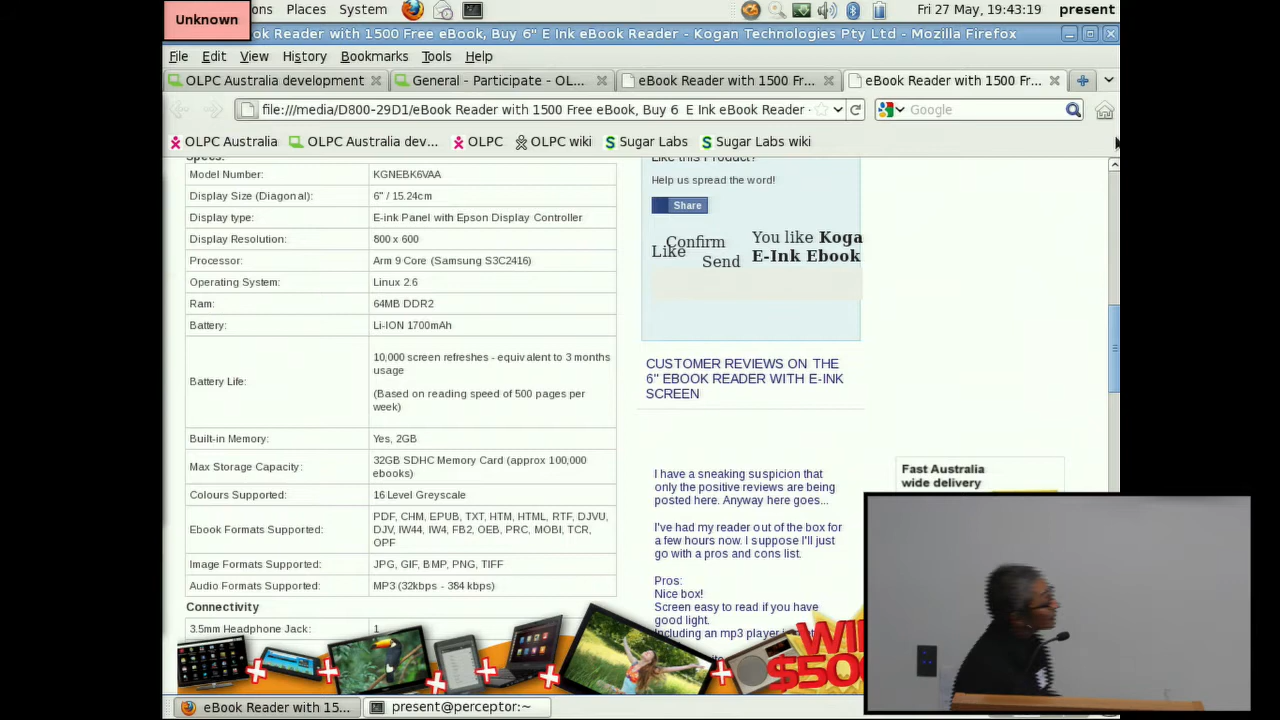 Unknown
Places System
Fri 27 May, 19:43:19 present
Reader with 1500 Free eBook, Buy 6" E Ink eBook Reader - Kogan Technologies Pty Ltd - Mozilla Firefox
File Edit View History Bookmarks Tools Help
OLPC Australia development
General - Participate - OL...
eBook Reader with 1500 Fr...
eBook Reader with 1500 Fr...
file:///media/D800-29D1/eBook Reader with 1500 Free eBook, Buy 6 E Ink eBook Reader -
Google
OLPC Australia
OLPC Australia dev...
OLPC
OLPC wiki
Sugar Labs
Sugar Labs wiki
Specs:
Model Number: KGNEBK6VAA
Display Size (Diagonal): 6" / 15.24cm
Display type: E-ink Panel with Epson Display Controller
Display Resolution: 800 x 600
Processor: Arm 9 Core (Samsung S3C2416)
Operating System: Linux 2.6
Ram: 64MB DDR2
Battery: Li-ION 1700mAh
Battery Life:
10,000 screen refreshes - equivalent to 3 months
usage
(Based on reading speed of 500 pages per
week)
Built-in Memory: Yes, 2GB
Max Storage Capacity:
32GB SDHC Memory Card (approx 100,000
ebooks)
Colours Supported: 16 Level Greyscale
Ebook Formats Supported:
PDF, CHM, EPUB, TXT, HTM, HTML, RTF, DJVU,
DJV, IW44, IW4, FB2, OEB, PRC, MOBI, TCR,
OPF
Image Formats Supported: JPG, GIF, BMP, PNG, TIFF
Audio Formats Supported: MP3 (32kbps - 384 kbps)
Connectivity
3.5mm Headphone Jack: 1
Like this Product?
Help us spread the word!
Share
Like
Confirm
Send
You like Koga
E-Ink Ebook
CUSTOMER REVIEWS ON THE
6" EBOOK READER WITH E-INK
SCREEN
I have a sneaking suspicion that
only the positive reviews are being
posted here. Anyway here goes...
I've had my reader out of the box for
a few hours now. I suppose I'll just
go with a pros and cons list.
Pros:
Nice box!
Screen easy to read if you have
good light.
Including an mp3 player
Fast Australia
wide delivery
$500
eBook Reader with 15...
present@perceptor:~